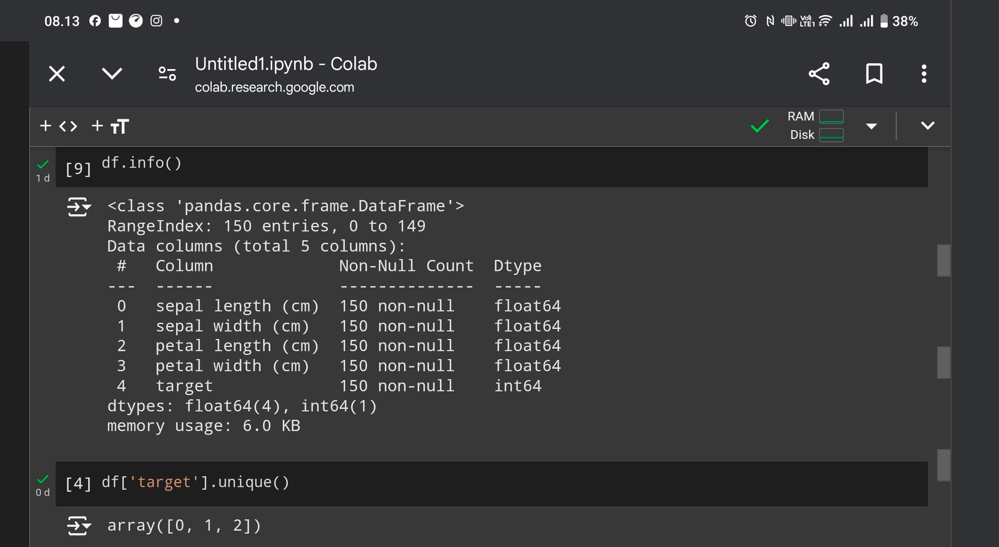 08.13
Vo)) LTE1
38%
Untitled1.ipynb - Colab
colab.research.google.com
+ <> + TT
RAM
Disk
[9] df.info()
1 d
<class 'pandas.core.frame.DataFrame'>
RangeIndex: 150 entries, 0 to 149
Data columns (total 5 columns):
 #   Column             Non-Null Count  Dtype
---  ------             --------------  -----
 0   sepal length (cm)  150 non-null    float64
 1   sepal width (cm)   150 non-null    float64
 2   petal length (cm)  150 non-null    float64
 3   petal width (cm)   150 non-null    float64
 4   target             150 non-null    int64
dtypes: float64(4), int64(1)
memory usage: 6.0 KB
[4] df['target'].unique()
0 d
array([0, 1, 2])